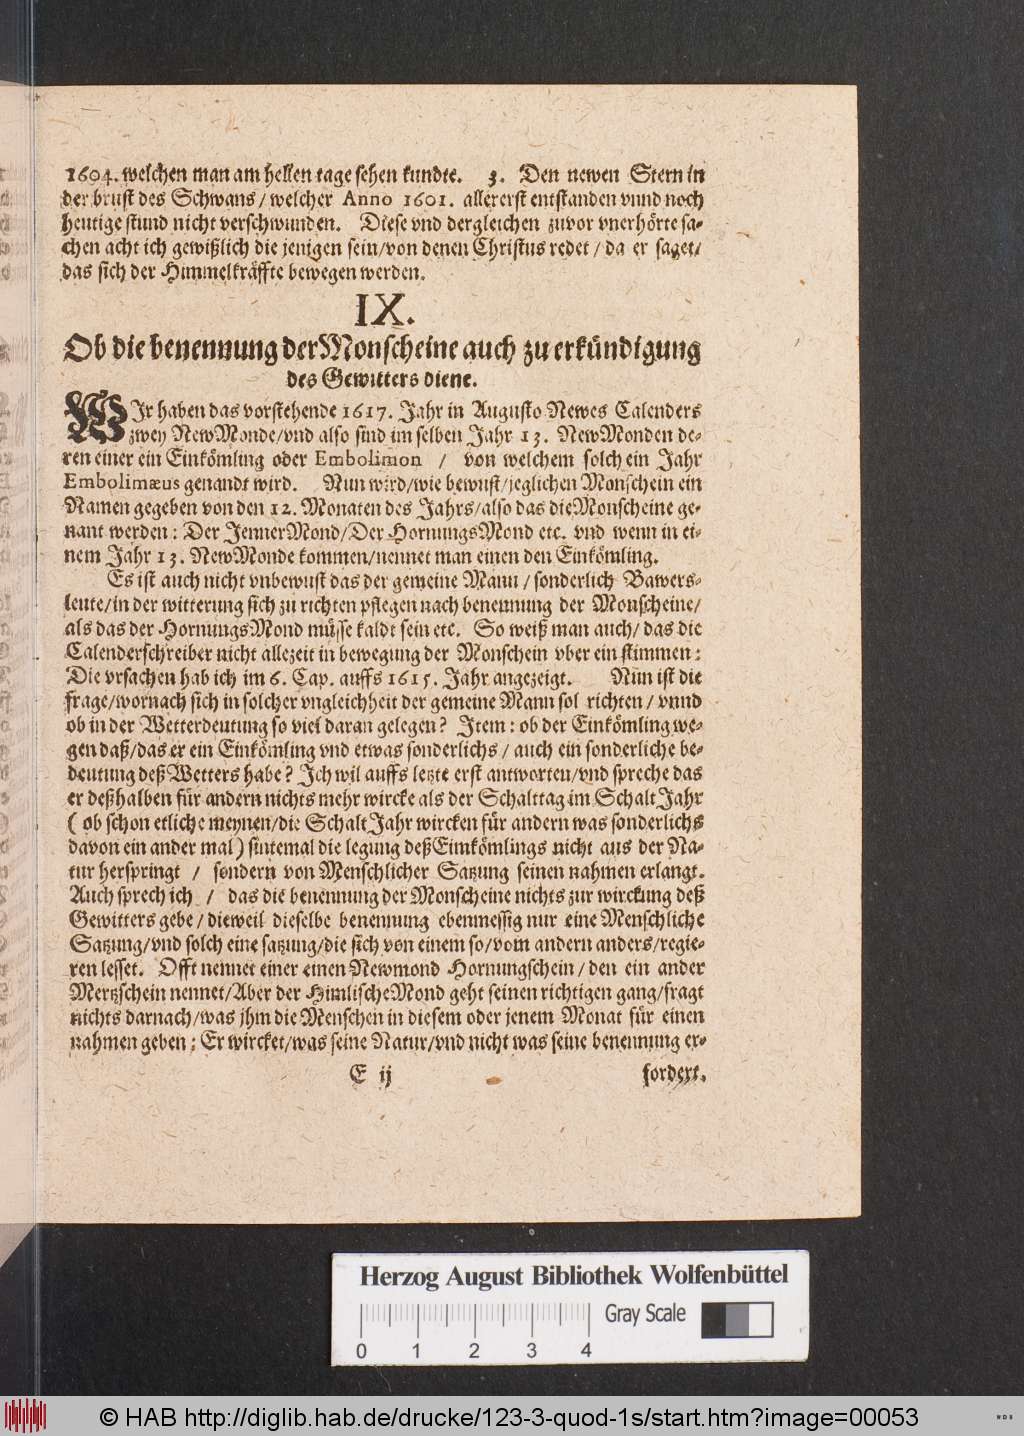 1604. welchen man am hellen tage sehen kundte. 3. Den newen Stern in
der brust des Schwans / welcher Anno 1601. allererst entstanden vnnd noch
heutige stund nicht verschwunden. Diese vnd dergleichen zuvor vnerhörte sa-
chen acht ich gewißlich die jenigen sein / von denen Christus redet / da er saget /
das sich der Himmelkräffte bewegen werden.
IX.
Ob die benennung der Monscheine auch zu erkündigung
des Gewitters diene.
WIr haben das vorstehende 1617. Jahr in Augusto Newes Calenders
zwey NewMonde / vnd also sind im selben Jahr 13. NewMonden de-
ren einer ein Einkömling oder Embolimon / von welchem solch ein Jahr
Embolimæus genandt wird. Nun wird / wie bewust / jeglichen Monschein ein
Namen gegeben von den 12. Monaten des Jahrs / also das die Monscheine ge-
nant werden : Der JennerMond / Der HornungsMond etc. vnd wenn in ei-
nem Jahr 13. NewMonde kommen / nennet man einen den Einkömling.
Es ist auch nicht vnbewust das der gemeine Mann / sonderlich Bawers-
leute / in der witterung sich zu richten pflegen nach benennung der Monscheine /
als das der HornungsMond müsse kaldt sein etc. So weiß man auch / das die
Calenderschreiber nicht allezeit in bewegung der Monschein vber ein stimmen :
Die vrsachen hab ich im 6. Cap. auffs 1615. Jahr angezeigt. Nun ist die
frage / wornach sich in solcher vngleichheit der gemeine Mann sol richten / vnnd
ob in der Wetterdeutung so viel daran gelegen? Item : ob der Einkömling we-
gen daß / das er ein Einkömling vnd etwas sonderlichs / auch ein sonderliche be-
deutung deß Wetters habe? Ich wil auffs letzte erst antworten / vnd spreche das
er deßhalben für andern nichts mehr wircke als der Schalttag im Schalt Jahr
( ob schon etliche meynen / die Schalt Jahr wircken für andern was sonderlichs
davon ein ander mal ) sintemal die legung deß Eimkömlings nicht aus der Na-
tur herspringt / sondern von Menschlicher Satzung seinen nahmen erlangt.
Auch sprech ich / das die benennung der Monscheine nichts zur wirckung deß
Gewitters gebe / dieweil dieselbe benennung ebenmessig nur eine Menschliche
Satzung / vnd solch eine satzung / die sich von einem so / vom andern anders / regie-
ren lesset. Offt nennet einer einen Newmond Hornungschein / den ein ander
Mertzschein nennet / Aber der Himlische Mond geht seinen richtigen gang / fragt
nichts darnach / was jhm die Menschen in diesem oder jenem Monat für einen
nahmen geben : Er wircket / was seine Natur / vnd nicht was seine benennung er-
E ij fordert.
Herzog August Bibliothek Wolfenbüttel
Gray Scale
0 1 2 3 4
© HAB http://diglib.hab.de/drucke/123-3-quod-1s/start.htm?image=00053